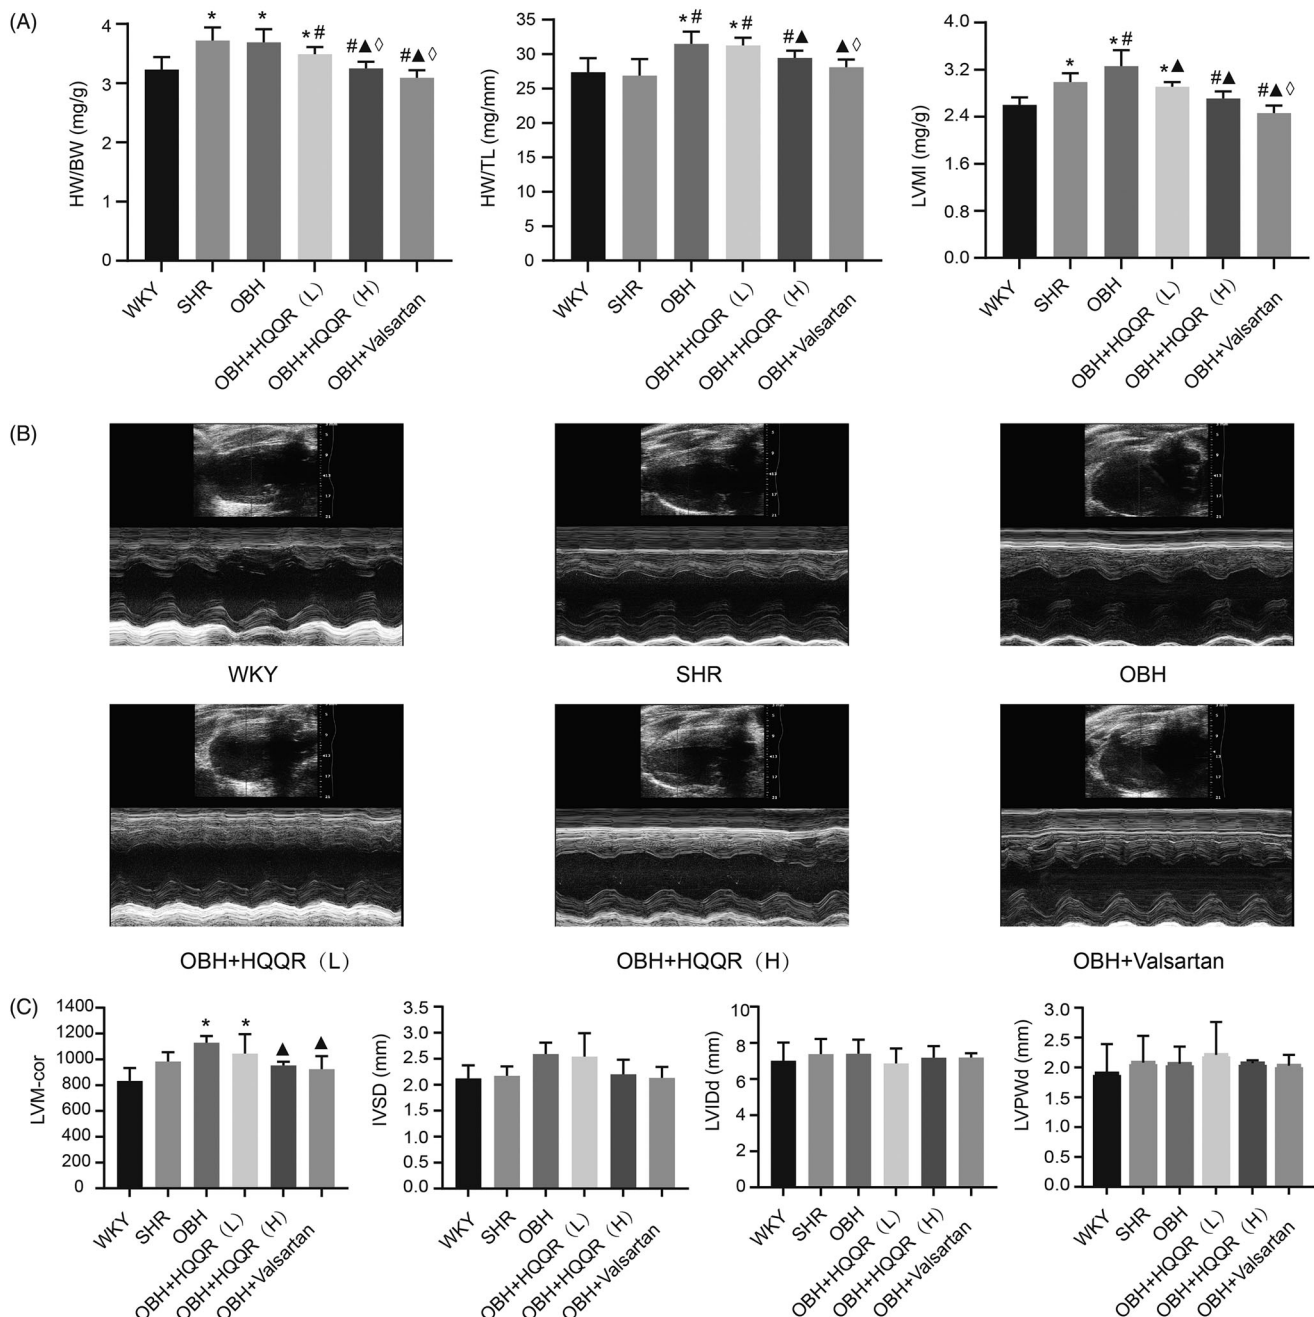 (A)
HW/BW (mg/g)
4
3
2
1
0
*
*
* #
#▲◊
#▲◊
WKY
SHR
OBH
OBH+HQQR（L）
OBH+HQQR（H）
OBH+Valsartan
HW/TL (mg/mm)
35
30
25
20
15
10
5
0
* #
* #
#▲
▲◊
WKY
SHR
OBH
OBH+HQQR（L）
OBH+HQQR（H）
OBH+Valsartan
LVMI (mg/g)
4.0
3.2
2.4
1.6
0.8
0.0
*
* #
*▲
#▲
#▲◊
WKY
SHR
OBH
OBH+HQQR（L）
OBH+HQQR（H）
OBH+Valsartan
(B)
WKY
SHR
OBH
OBH+HQQR（L）
OBH+HQQR（H）
OBH+Valsartan
(C)
LVM-cor
1400
1200
1000
800
600
400
200
0
*
*
▲
▲
WKY
SHR
OBH
OBH+HQQR（L）
OBH+HQQR（H）
OBH+Valsartan
IVSD (mm)
3.5
3.0
2.5
2.0
1.5
1.0
0.5
0.0
WKY
SHR
OBH
OBH+HQQR（L）
OBH+HQQR（H）
OBH+Valsartan
LVIDd (mm)
10
8
6
4
2
0
WKY
SHR
OBH
OBH+HQQR（L）
OBH+HQQR（H）
OBH+Valsartan
LVPWd (mm)
3.0
2.5
2.0
1.5
1.0
0.5
0.0
WKY
SHR
OBH
OBH+HQQR（L）
OBH+HQQR（H）
OBH+Valsartan